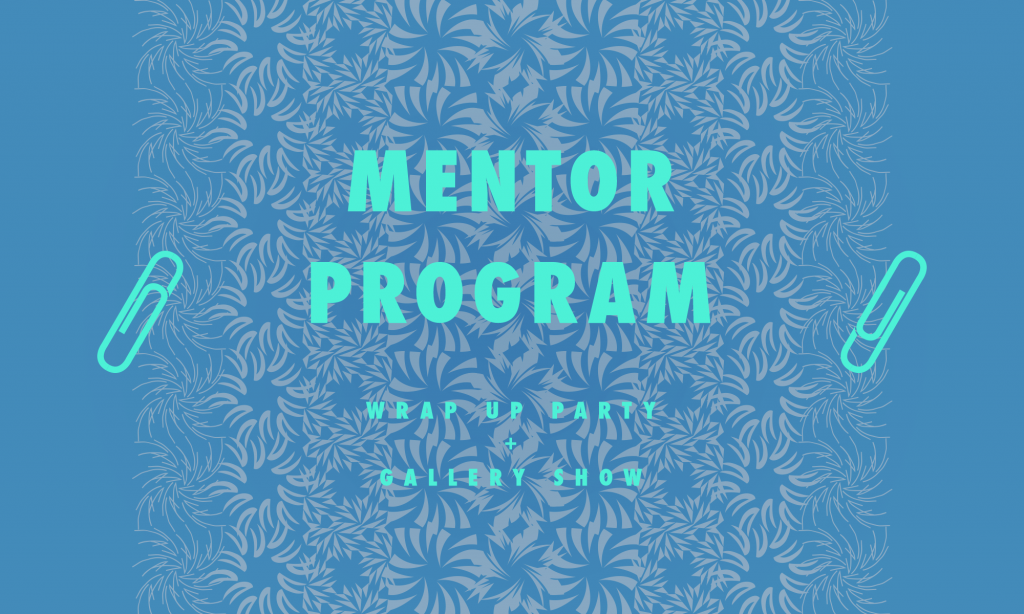 MENTOR
PROGRAM
WRAP UP PARTY
+
GALLERY SHOW